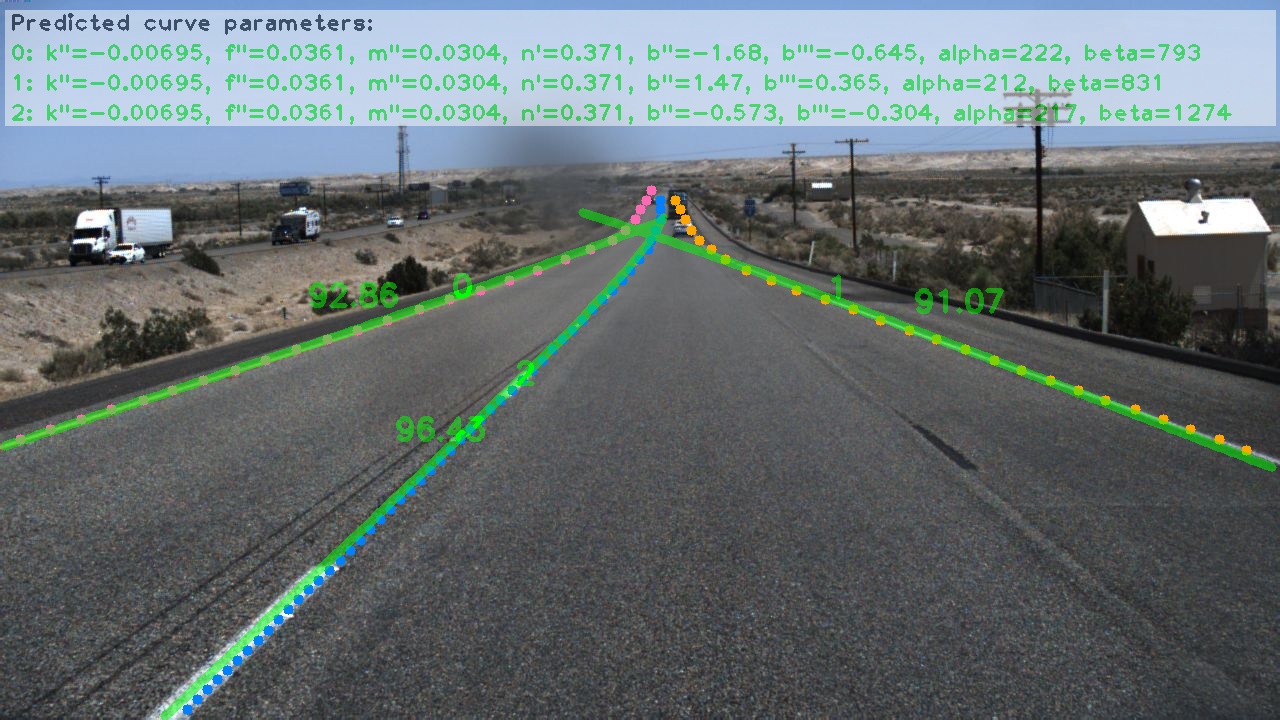 Predicted curve parameters:
0: k''=-0.00695, f''=0.0361, m''=0.0304, n'=0.371, b''=-1.68, b'''=-0.645, alpha=222, beta=793
1: k''=-0.00695, f''=0.0361, m''=0.0304, n'=0.371, b''=1.47, b'''=0.365, alpha=212, beta=831
2: k''=-0.00695, f''=0.0361, m''=0.0304, n'=0.371, b''=-0.573, b'''=-0.304, alpha=217, beta=1274
92.86 0 1 91.07
2
96.43